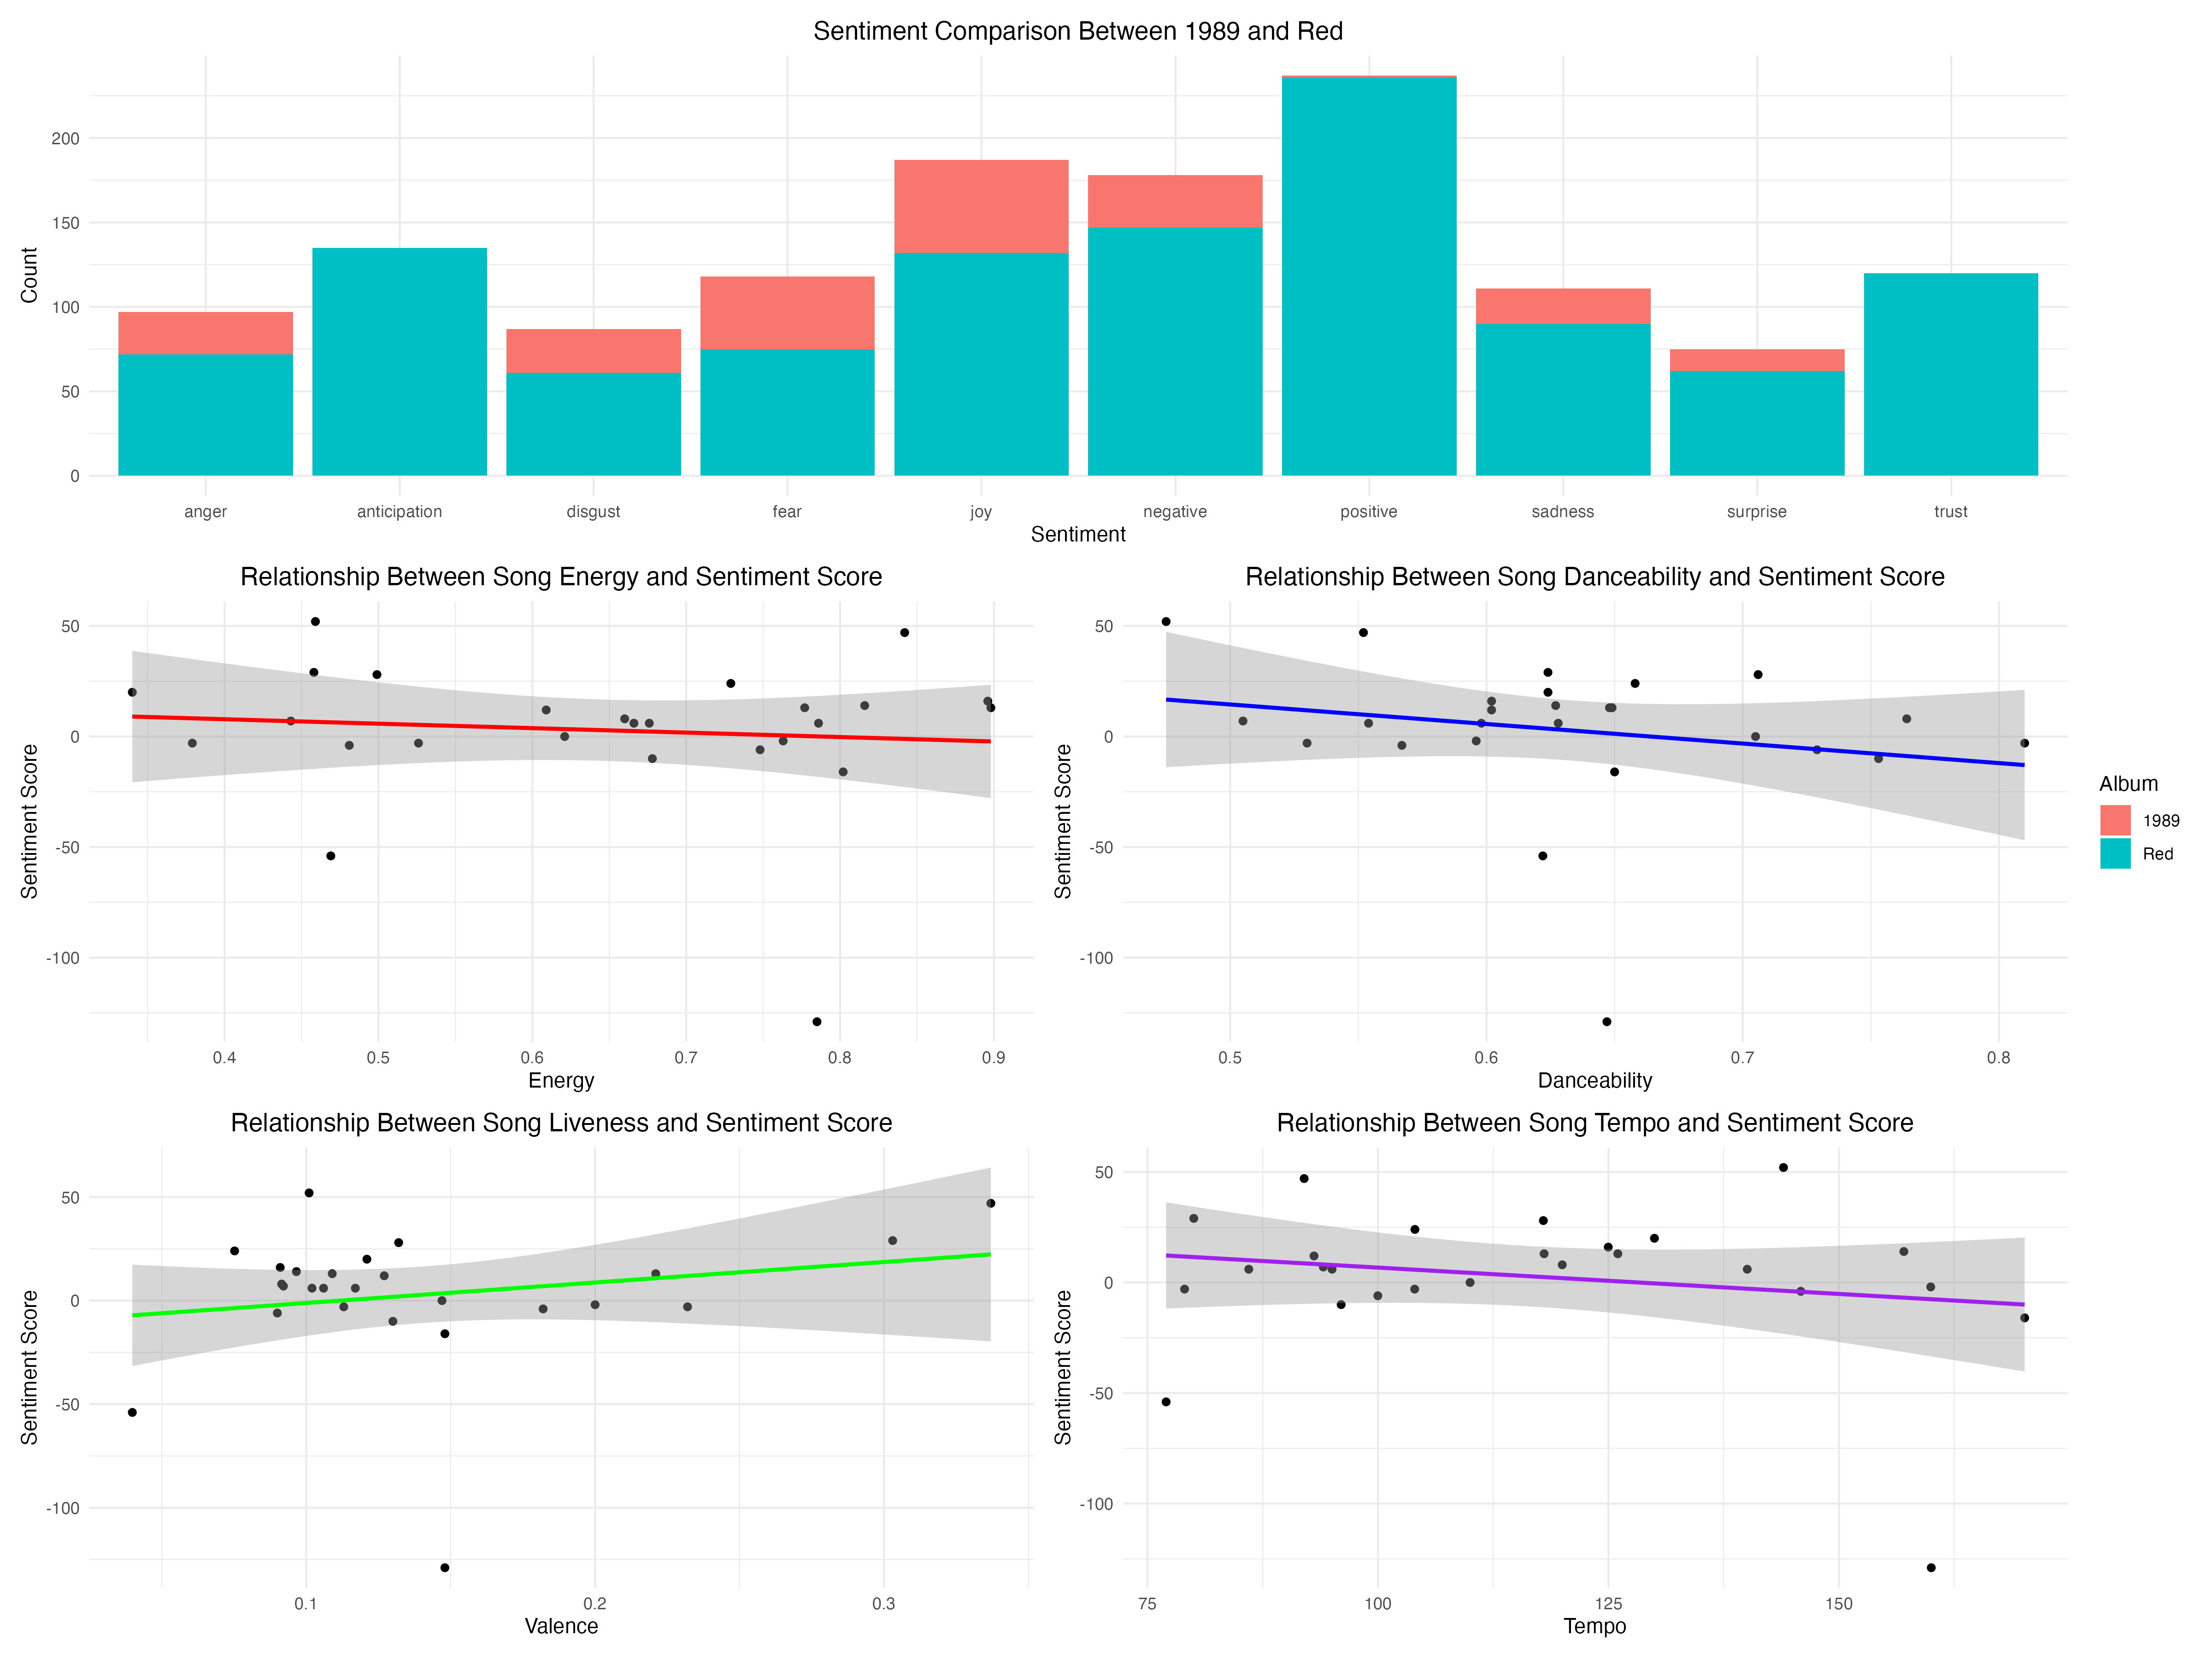 Sentiment Comparison Between 1989 and Red
Count
200
150
100
50
0
anger anticipation disgust fear joy negative positive sadness surprise trust
Sentiment
Relationship Between Song Energy and Sentiment Score
Sentiment Score
50
0
-50
-100
0.4 0.5 0.6 0.7 0.8 0.9
Energy
Relationship Between Song Danceability and Sentiment Score
Sentiment Score
50
0
-50
-100
0.5 0.6 0.7 0.8
Danceability
Album
1989
Red
Relationship Between Song Liveness and Sentiment Score
Sentiment Score
50
0
-50
-100
0.1 0.2 0.3
Valence
Relationship Between Song Tempo and Sentiment Score
Sentiment Score
50
0
-50
-100
75 100 125 150
Tempo